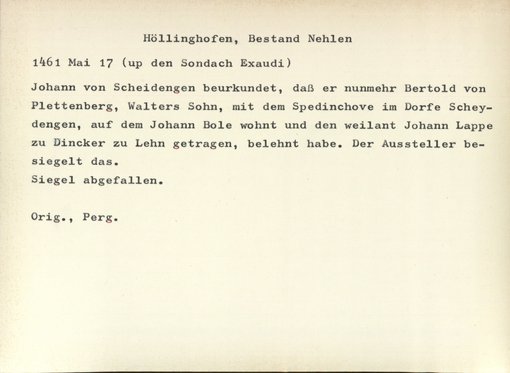 Höllinghofen, Bestand Nehlen
1461 Mai 17 (up den Sondach Exaudi)
Johann von Scheidengen beurkundet, daß er nunmehr Bertold von
Plettenberg, Walters Sohn, mit dem Spedinchove im Dorfe Schey-
dengen, auf dem Johann Bole wohnt und den weilant Johann Lappe
zu Dincker zu Lehn getragen, belehnt habe. Der Aussteller be-
siegelt das.
Siegel abgefallen.
Orig., Perg.